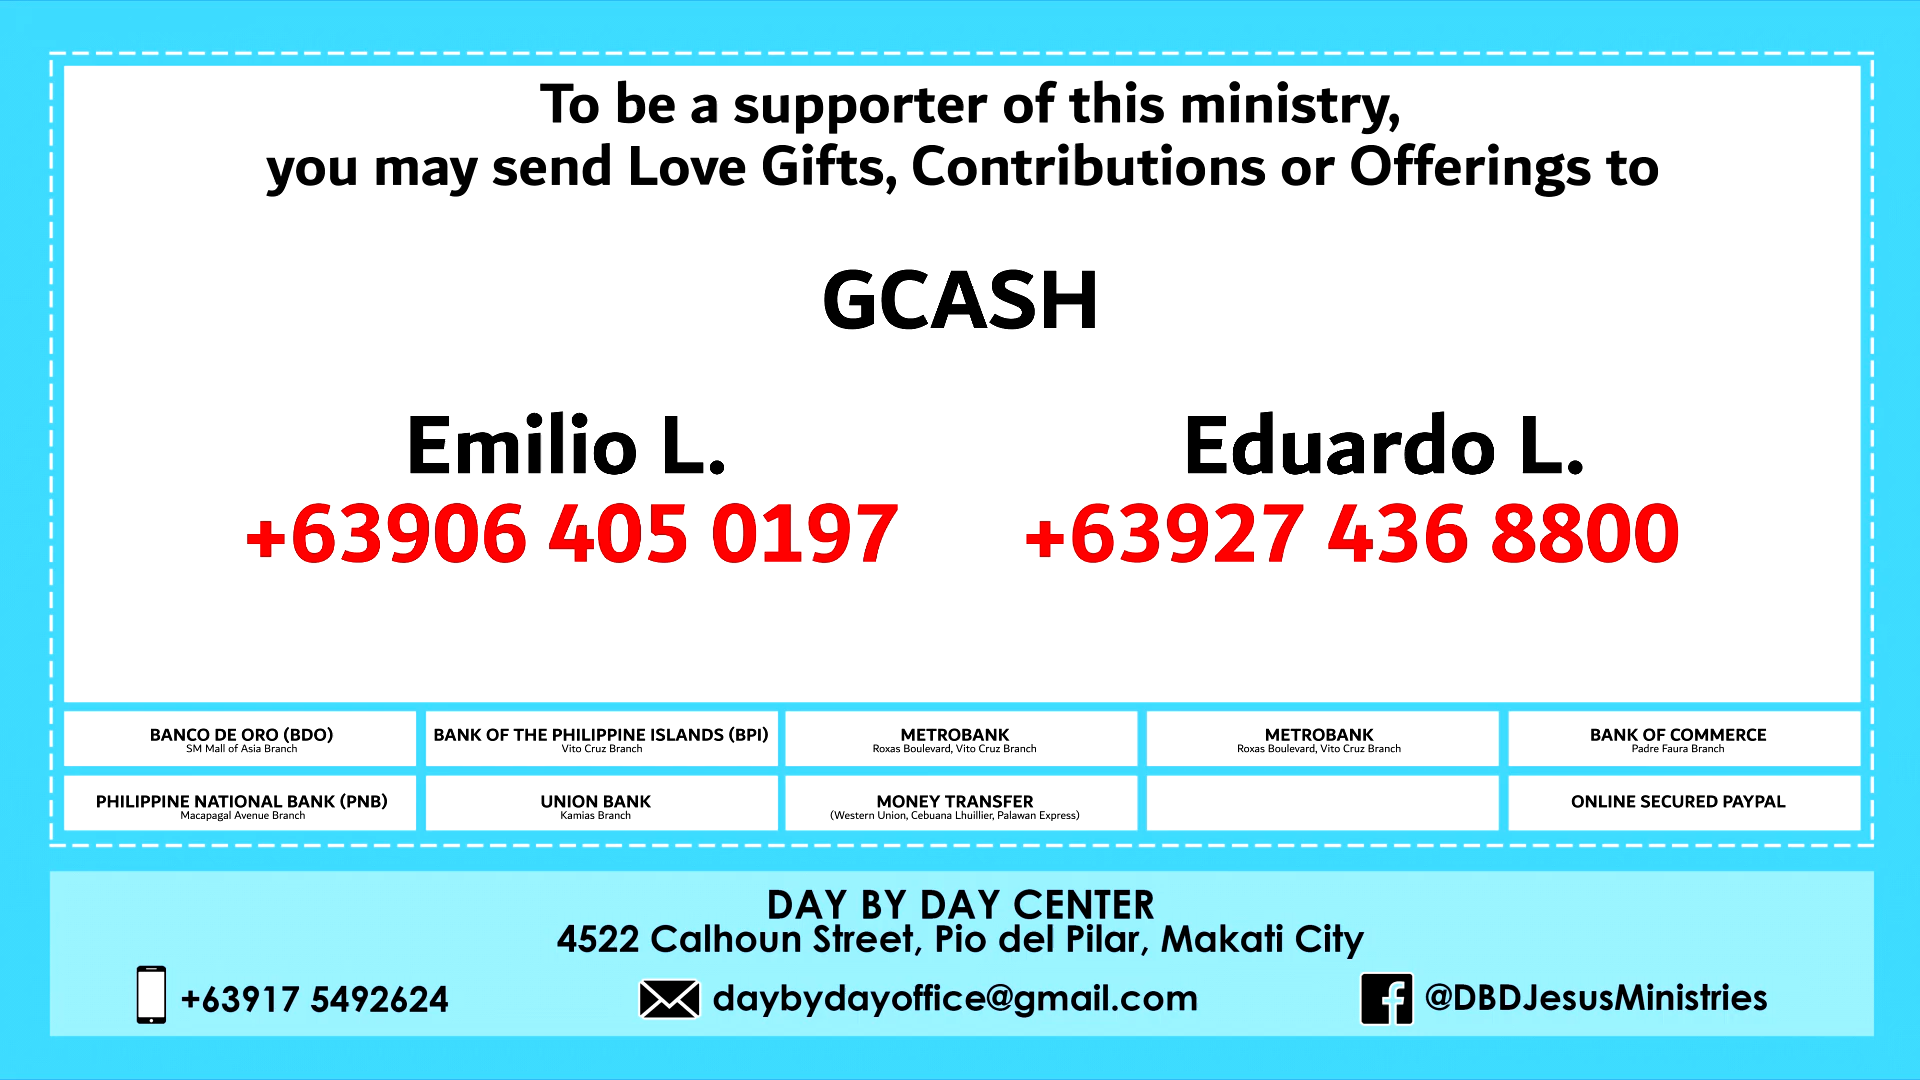 To be a supporter of this ministry,
you may send Love Gifts, Contributions or Offerings to
GCASH
Emilio L.
+63906 405 0197
Eduardo L.
+63927 436 8800
BANCO DE ORO (BDO)
SM Mall of Asia Branch
BANK OF THE PHILIPPINE ISLANDS (BPI)
Vito Cruz Branch
METROBANK
Roxas Boulevard, Vito Cruz Branch
METROBANK
Roxas Boulevard, Vito Cruz Branch
BANK OF COMMERCE
Padre Faura Branch
PHILIPPINE NATIONAL BANK (PNB)
Macapagal Avenue Branch
UNION BANK
Kamias Branch
MONEY TRANSFER
(Western Union, Cebuana Lhuillier, Palawan Express)
ONLINE SECURED PAYPAL
DAY BY DAY CENTER
4522 Calhoun Street, Pio del Pilar, Makati City
+63917 5492624
daybydayoffice@gmail.com
@DBDJesusMinistries